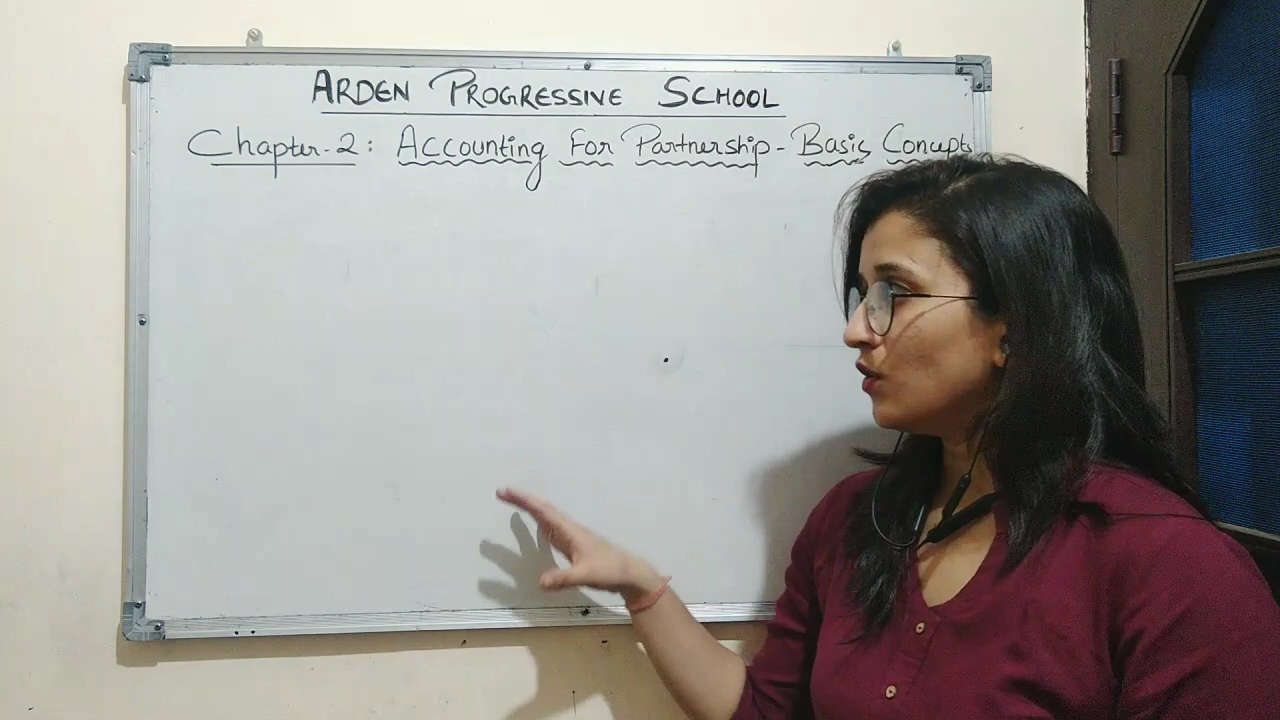 ARDEN PROGRESSIVE SCHOOL
Chapter-2: Accounting For Partnership - Basic Concepts